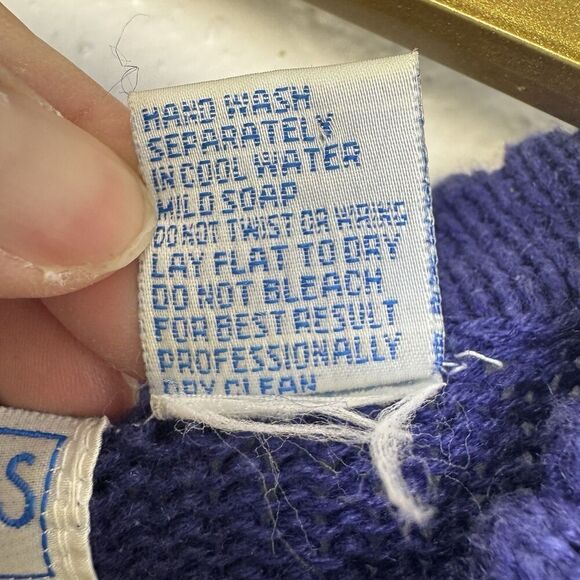 HAND WASH
SEPARATELY
IN COOL WATER
MILD SOAP
DO NOT TWIST OR WRING
LAY FLAT TO DRY
DO NOT BLEACH
FOR BEST RESULT
PROFESSIONALLY
DRY CLEAN
S